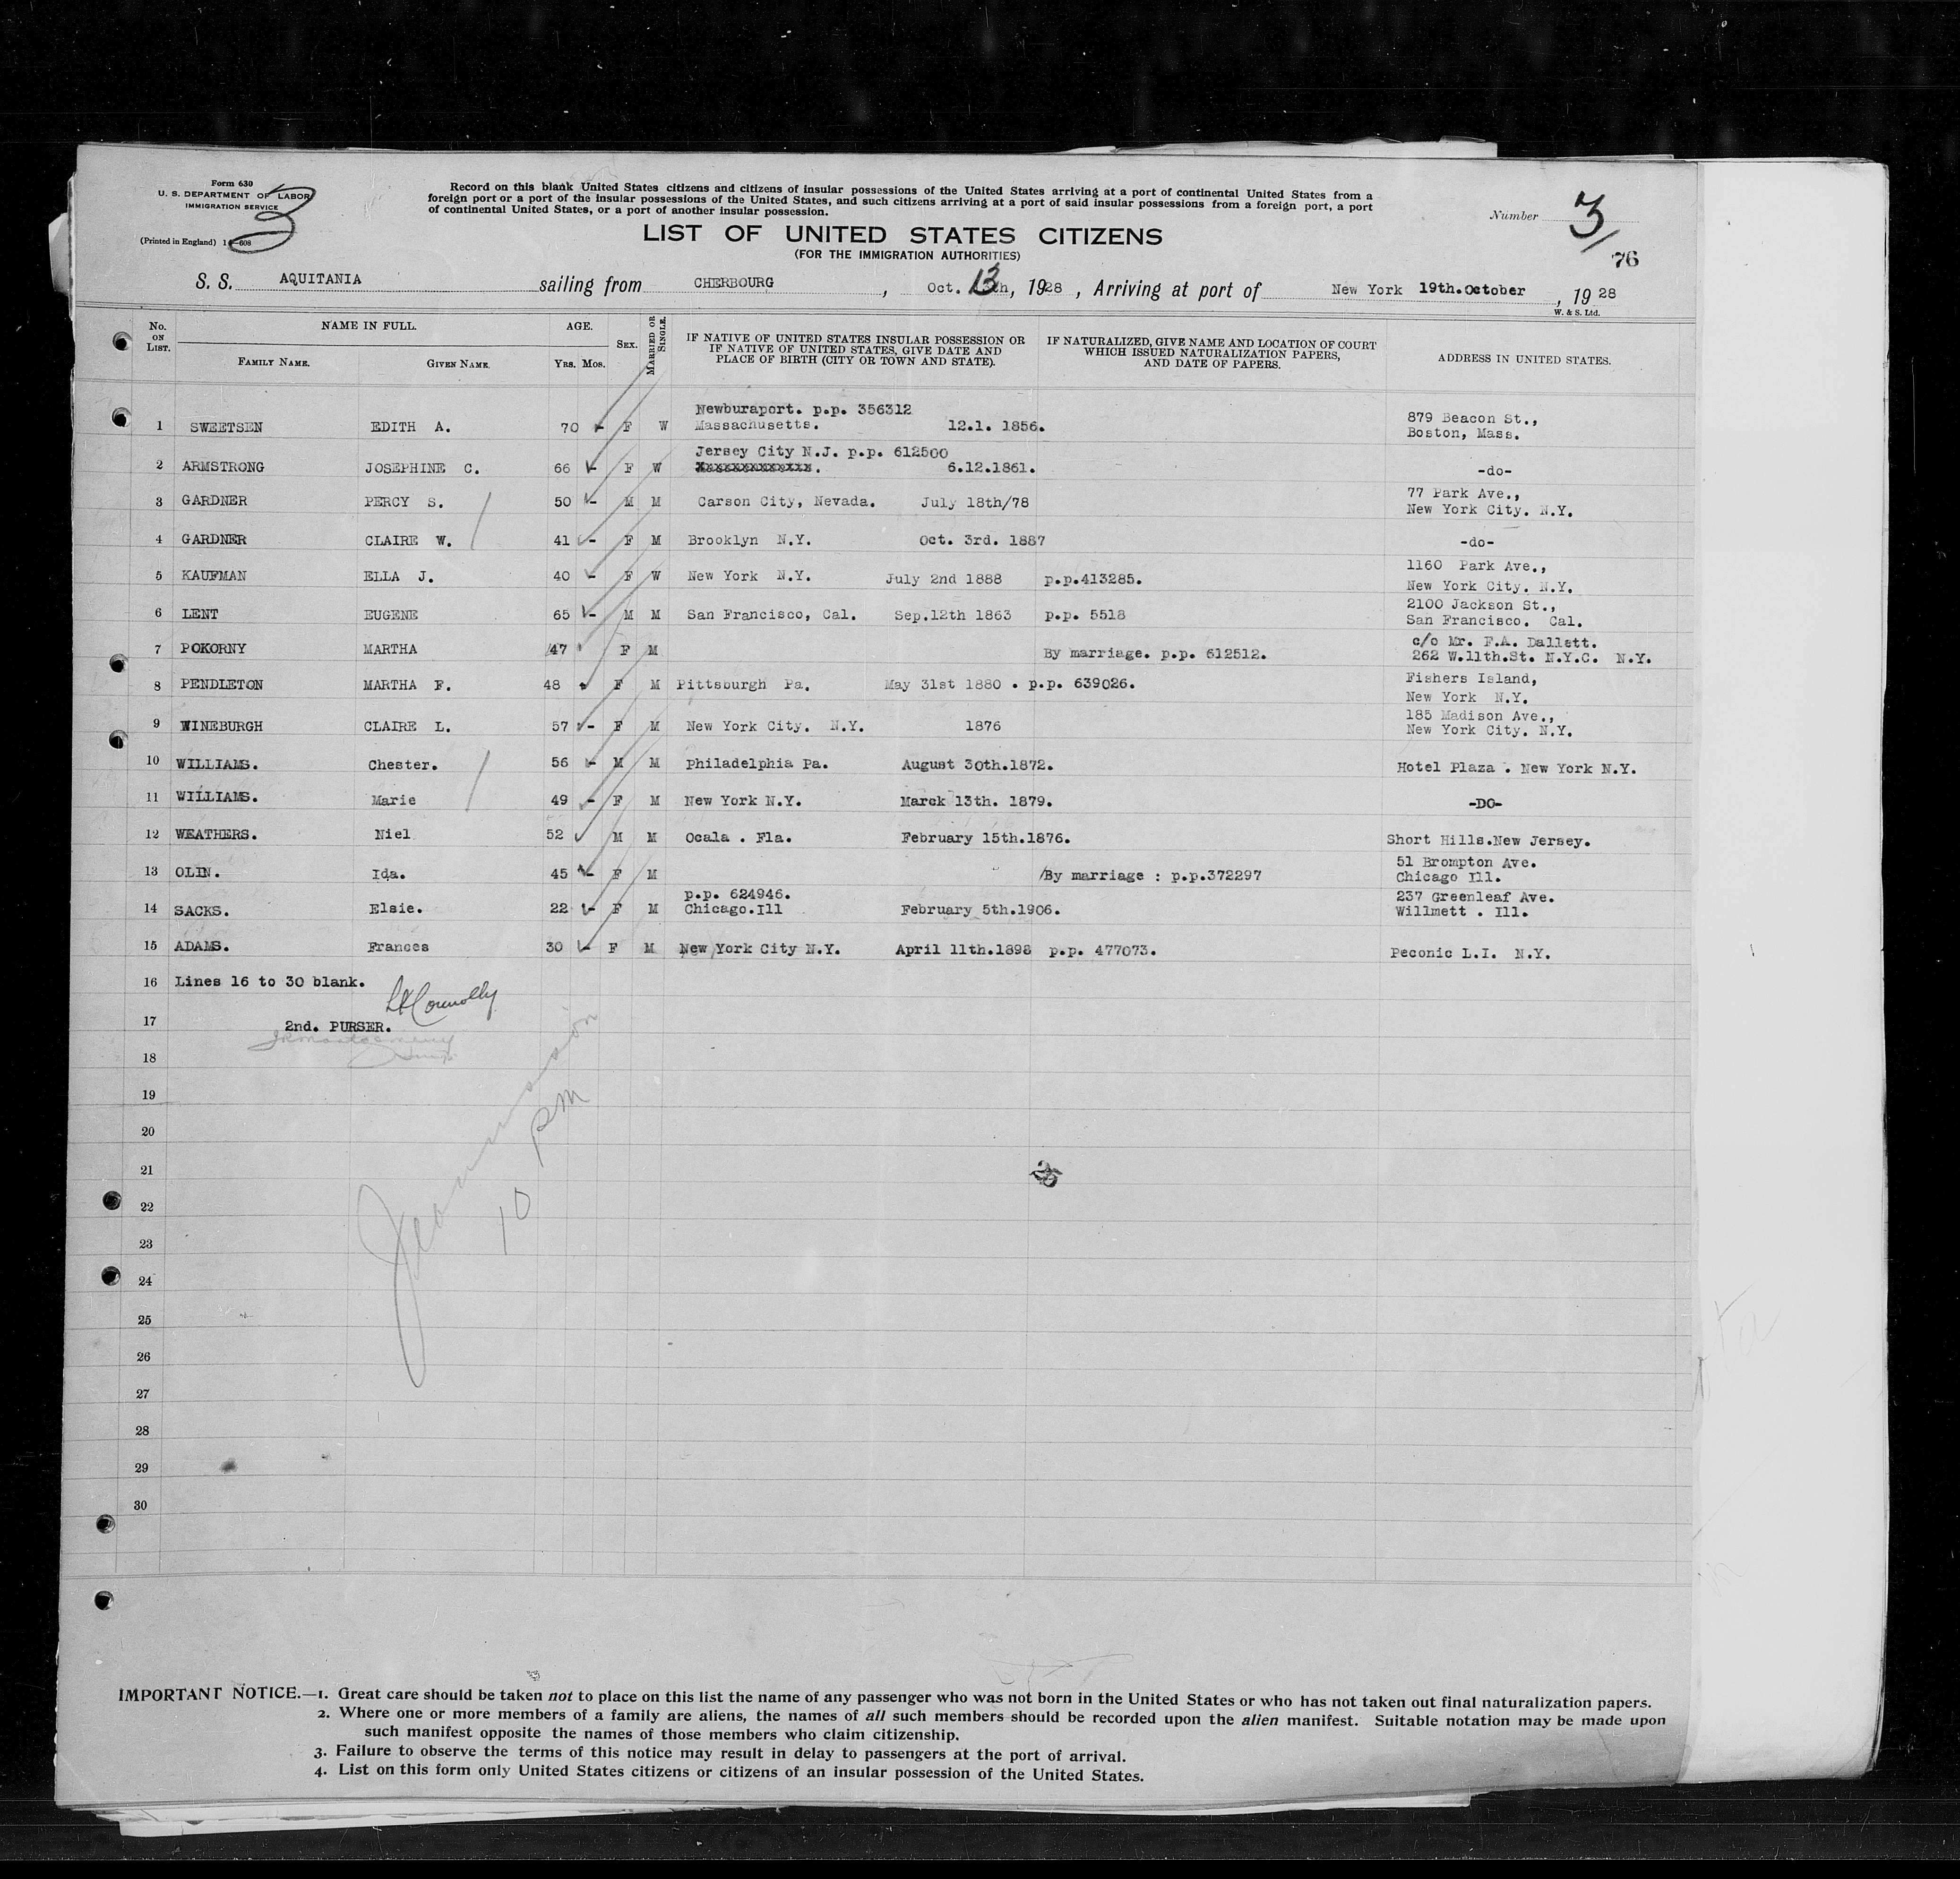 Form 630
U. S. DEPARTMENT OF LABOR
IMMIGRATION SERVICE
(Printed in England)
3
Record on this blank United States citizens and citizens of insular possessions of the United States arriving at a port of continental United States from a
foreign port or a port of the insular possessions of the United States, and such citizens arriving at a port of said insular possessions from a foreign port, a port
of continental United States, or a port of another insular possession.
Number 3
76
LIST OF UNITED STATES CITIZENS
(FOR THE IMMIGRATION AUTHORITIES)
S. S. AQUITANIA sailing from CHERBOURG , Oct. 13th, 1928 , Arriving at port of New York 19th.October , 1928
W. & S. Ltd.
No. ON LIST. NAME IN FULL. FAMILY NAME. GIVEN NAME. AGE. YRS. MOS. SEX. MARRIED OR SINGLE. IF NATIVE OF UNITED STATES INSULAR POSSESSION OR IF NATIVE OF UNITED STATES, GIVE DATE AND PLACE OF BIRTH (CITY OR TOWN AND STATE). IF NATURALIZED, GIVE NAME AND LOCATION OF COURT WHICH ISSUED NATURALIZATION PAPERS, AND DATE OF PAPERS. ADDRESS IN UNITED STATES.
1 SWEETSEN EDITH A. 70 F W Newburaport. p.p. 356312 Massachusetts. 12.1. 1856. 879 Beacon St., Boston, Mass.
2 ARMSTRONG JOSEPHINE C. 66 F W Jersey City N.J. p.p. 612500 6.12.1861. -do-
3 GARDNER PERCY S. 50 M M Carson City, Nevada. July 18th/78 77 Park Ave., New York City. N.Y.
4 GARDNER CLAIRE W. 41 F M Brooklyn N.Y. Oct. 3rd. 1887 -do-
5 KAUFMAN ELLA J. 40 F W New York N.Y. July 2nd 1888 p.p.413285. 1160 Park Ave., New York City. N.Y.
6 LENT EUGENE 65 M M San Francisco, Cal. Sep.12th 1863 p.p. 5518 2100 Jackson St., San Francisco. Cal.
7 POKORNY MARTHA 47 F M By marriage. p.p. 612512. c/o Mr. F.A. Dallett. 262 W.11th.St. N.Y.C. N.Y.
8 PENDLETON MARTHA F. 48 F M Pittsburgh Pa. May 31st 1880 . p.p. 639026. Fishers Island, New York N.Y.
9 WINEBURGH CLAIRE L. 57 F M New York City. N.Y. 1876 185 Madison Ave., New York City. N.Y.
10 WILLIAMS. Chester. 56 M M Philadelphia Pa. August 30th.1872. Hotel Plaza . New York N.Y.
11 WILLIAMS. Marie 49 F M New York N.Y. Marck 13th. 1879. -DO-
12 WEATHERS. Niel 52 M M Ocala . Fla. February 15th.1876. Short Hills.New Jersey.
13 OLIN. Ida. 45 F M By marriage : p.p.372297 51 Brompton Ave. Chicago Ill.
14 SACKS. Elsie. 22 F M p.p. 624946. Chicago.Ill February 5th.1906. 237 Greenleaf Ave. Willmett . Ill.
15 ADAMS. Frances 30 F M New York City N.Y. April 11th.1898 p.p. 477073. Peconic L.I. N.Y.
16 Lines 16 to 30 blank.
17 2nd. PURSER.
18
19
20
21
22
23
24
25
26
27
28
29
30
10 PM
IMPORTANT NOTICE.—1. Great care should be taken not to place on this list the name of any passenger who was not born in the United States or who has not taken out final naturalization papers.
2. Where one or more members of a family are aliens, the names of all such members should be recorded upon the alien manifest. Suitable notation may be made upon
such manifest opposite the names of those members who claim citizenship.
3. Failure to observe the terms of this notice may result in delay to passengers at the port of arrival.
4. List on this form only United States citizens or citizens of an insular possession of the United States.